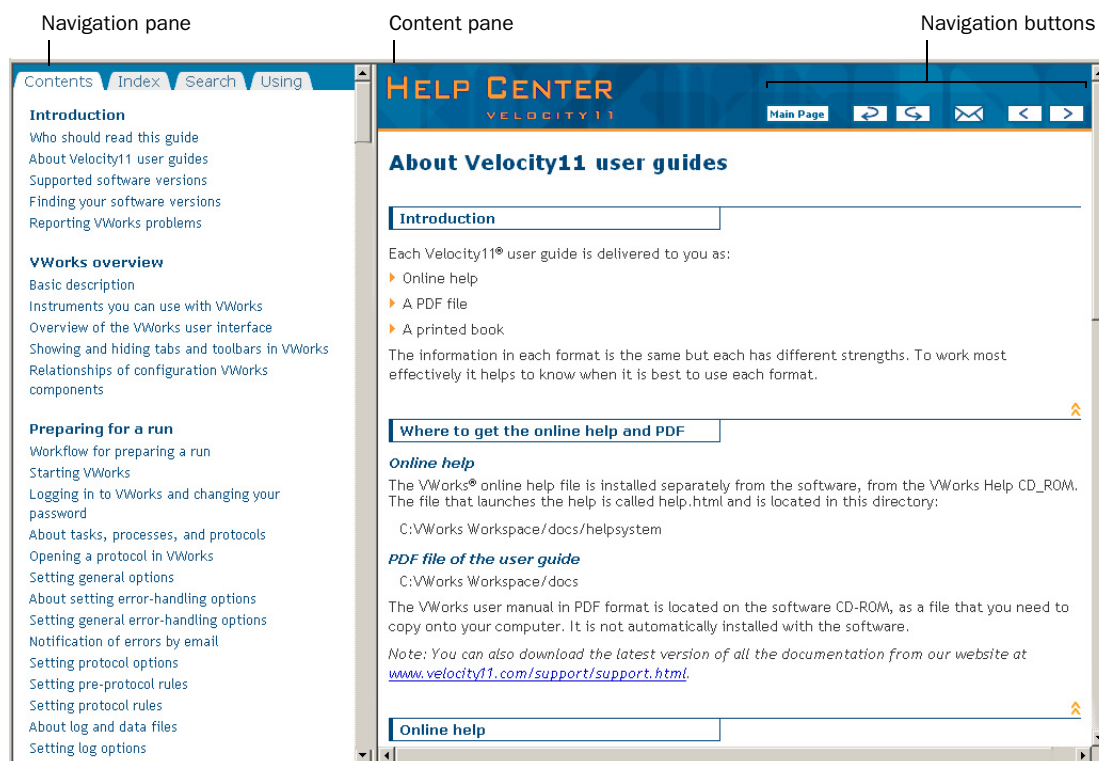 Navigation pane
Content pane
Navigation buttons
Contents Index Search Using
Introduction
Who should read this guide
About Velocity11 user guides
Supported software versions
Finding your software versions
Reporting VWorks problems
VWorks overview
Basic description
Instruments you can use with VWorks
Overview of the VWorks user interface
Showing and hiding tabs and toolbars in VWorks
Relationships of configuration VWorks
components
Preparing for a run
Workflow for preparing a run
Starting VWorks
Logging in to VWorks and changing your
password
About tasks, processes, and protocols
Opening a protocol in VWorks
Setting general options
About setting error-handling options
Setting general error-handling options
Notification of errors by email
Setting protocol options
Setting pre-protocol rules
Setting protocol rules
About log and data files
Setting log options
HELP CENTER
VELOCITY11
Main Page
About Velocity11 user guides
Introduction
Each Velocity11® user guide is delivered to you as:
Online help
A PDF file
A printed book
The information in each format is the same but each has different strengths. To work most
effectively it helps to know when it is best to use each format.
Where to get the online help and PDF
Online help
The VWorks® online help file is installed separately from the software, from the VWorks Help CD_ROM.
The file that launches the help is called help.html and is located in this directory:
C:VWorks Workspace/docs/helpsystem
PDF file of the user guide
C:VWorks Workspace/docs
The VWorks user manual in PDF format is located on the software CD-ROM, as a file that you need to
copy onto your computer. It is not automatically installed with the software.
Note: You can also download the latest version of all the documentation from our website at
www.velocity11.com/support/support.html.
Online help